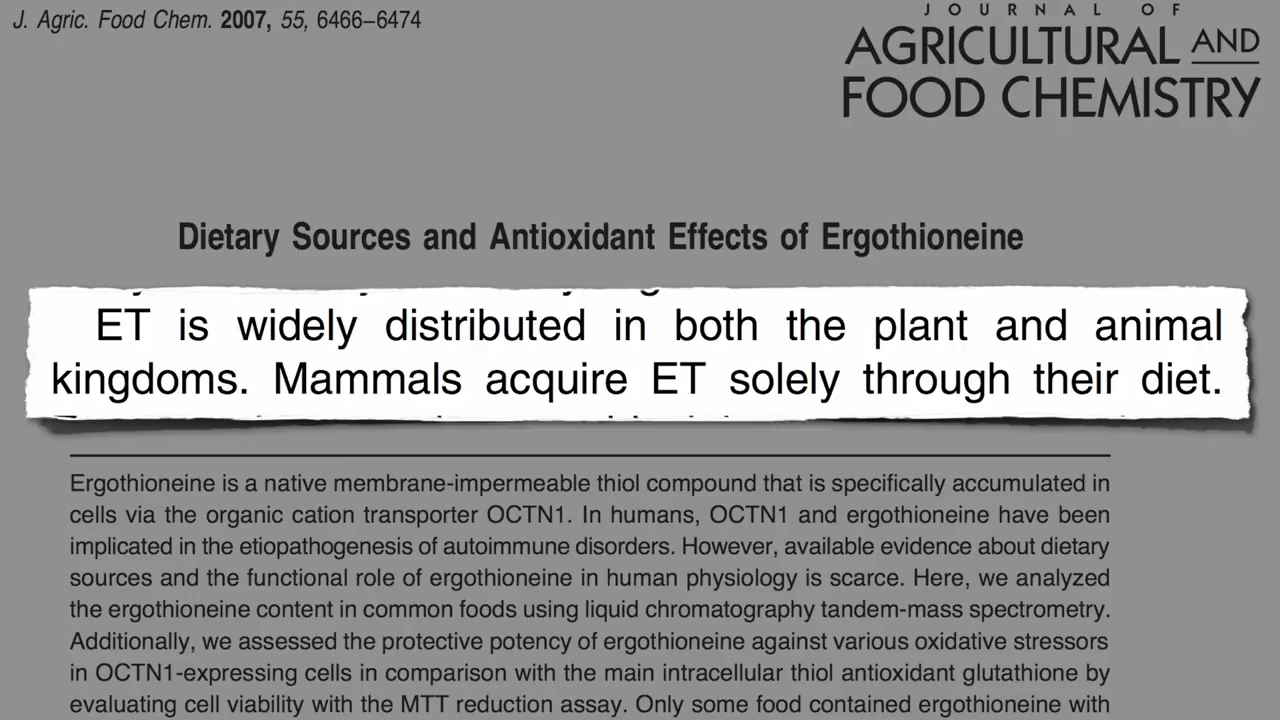 J. Agric. Food Chem. 2007, 55, 6466–6474
JOURNAL OF
AGRICULTURAL AND
FOOD CHEMISTRY
Dietary Sources and Antioxidant Effects of Ergothioneine
ET is widely distributed in both the plant and animal
kingdoms. Mammals acquire ET solely through their diet.
Ergothioneine is a native membrane-impermeable thiol compound that is specifically accumulated in
cells via the organic cation transporter OCTN1. In humans, OCTN1 and ergothioneine have been
implicated in the etiopathogenesis of autoimmune disorders. However, available evidence about dietary
sources and the functional role of ergothioneine in human physiology is scarce. Here, we analyzed
the ergothioneine content in common foods using liquid chromatography tandem-mass spectrometry.
Additionally, we assessed the protective potency of ergothioneine against various oxidative stressors
in OCTN1-expressing cells in comparison with the main intracellular thiol antioxidant glutathione by
evaluating cell viability with the MTT reduction assay. Only some food contained ergothioneine with